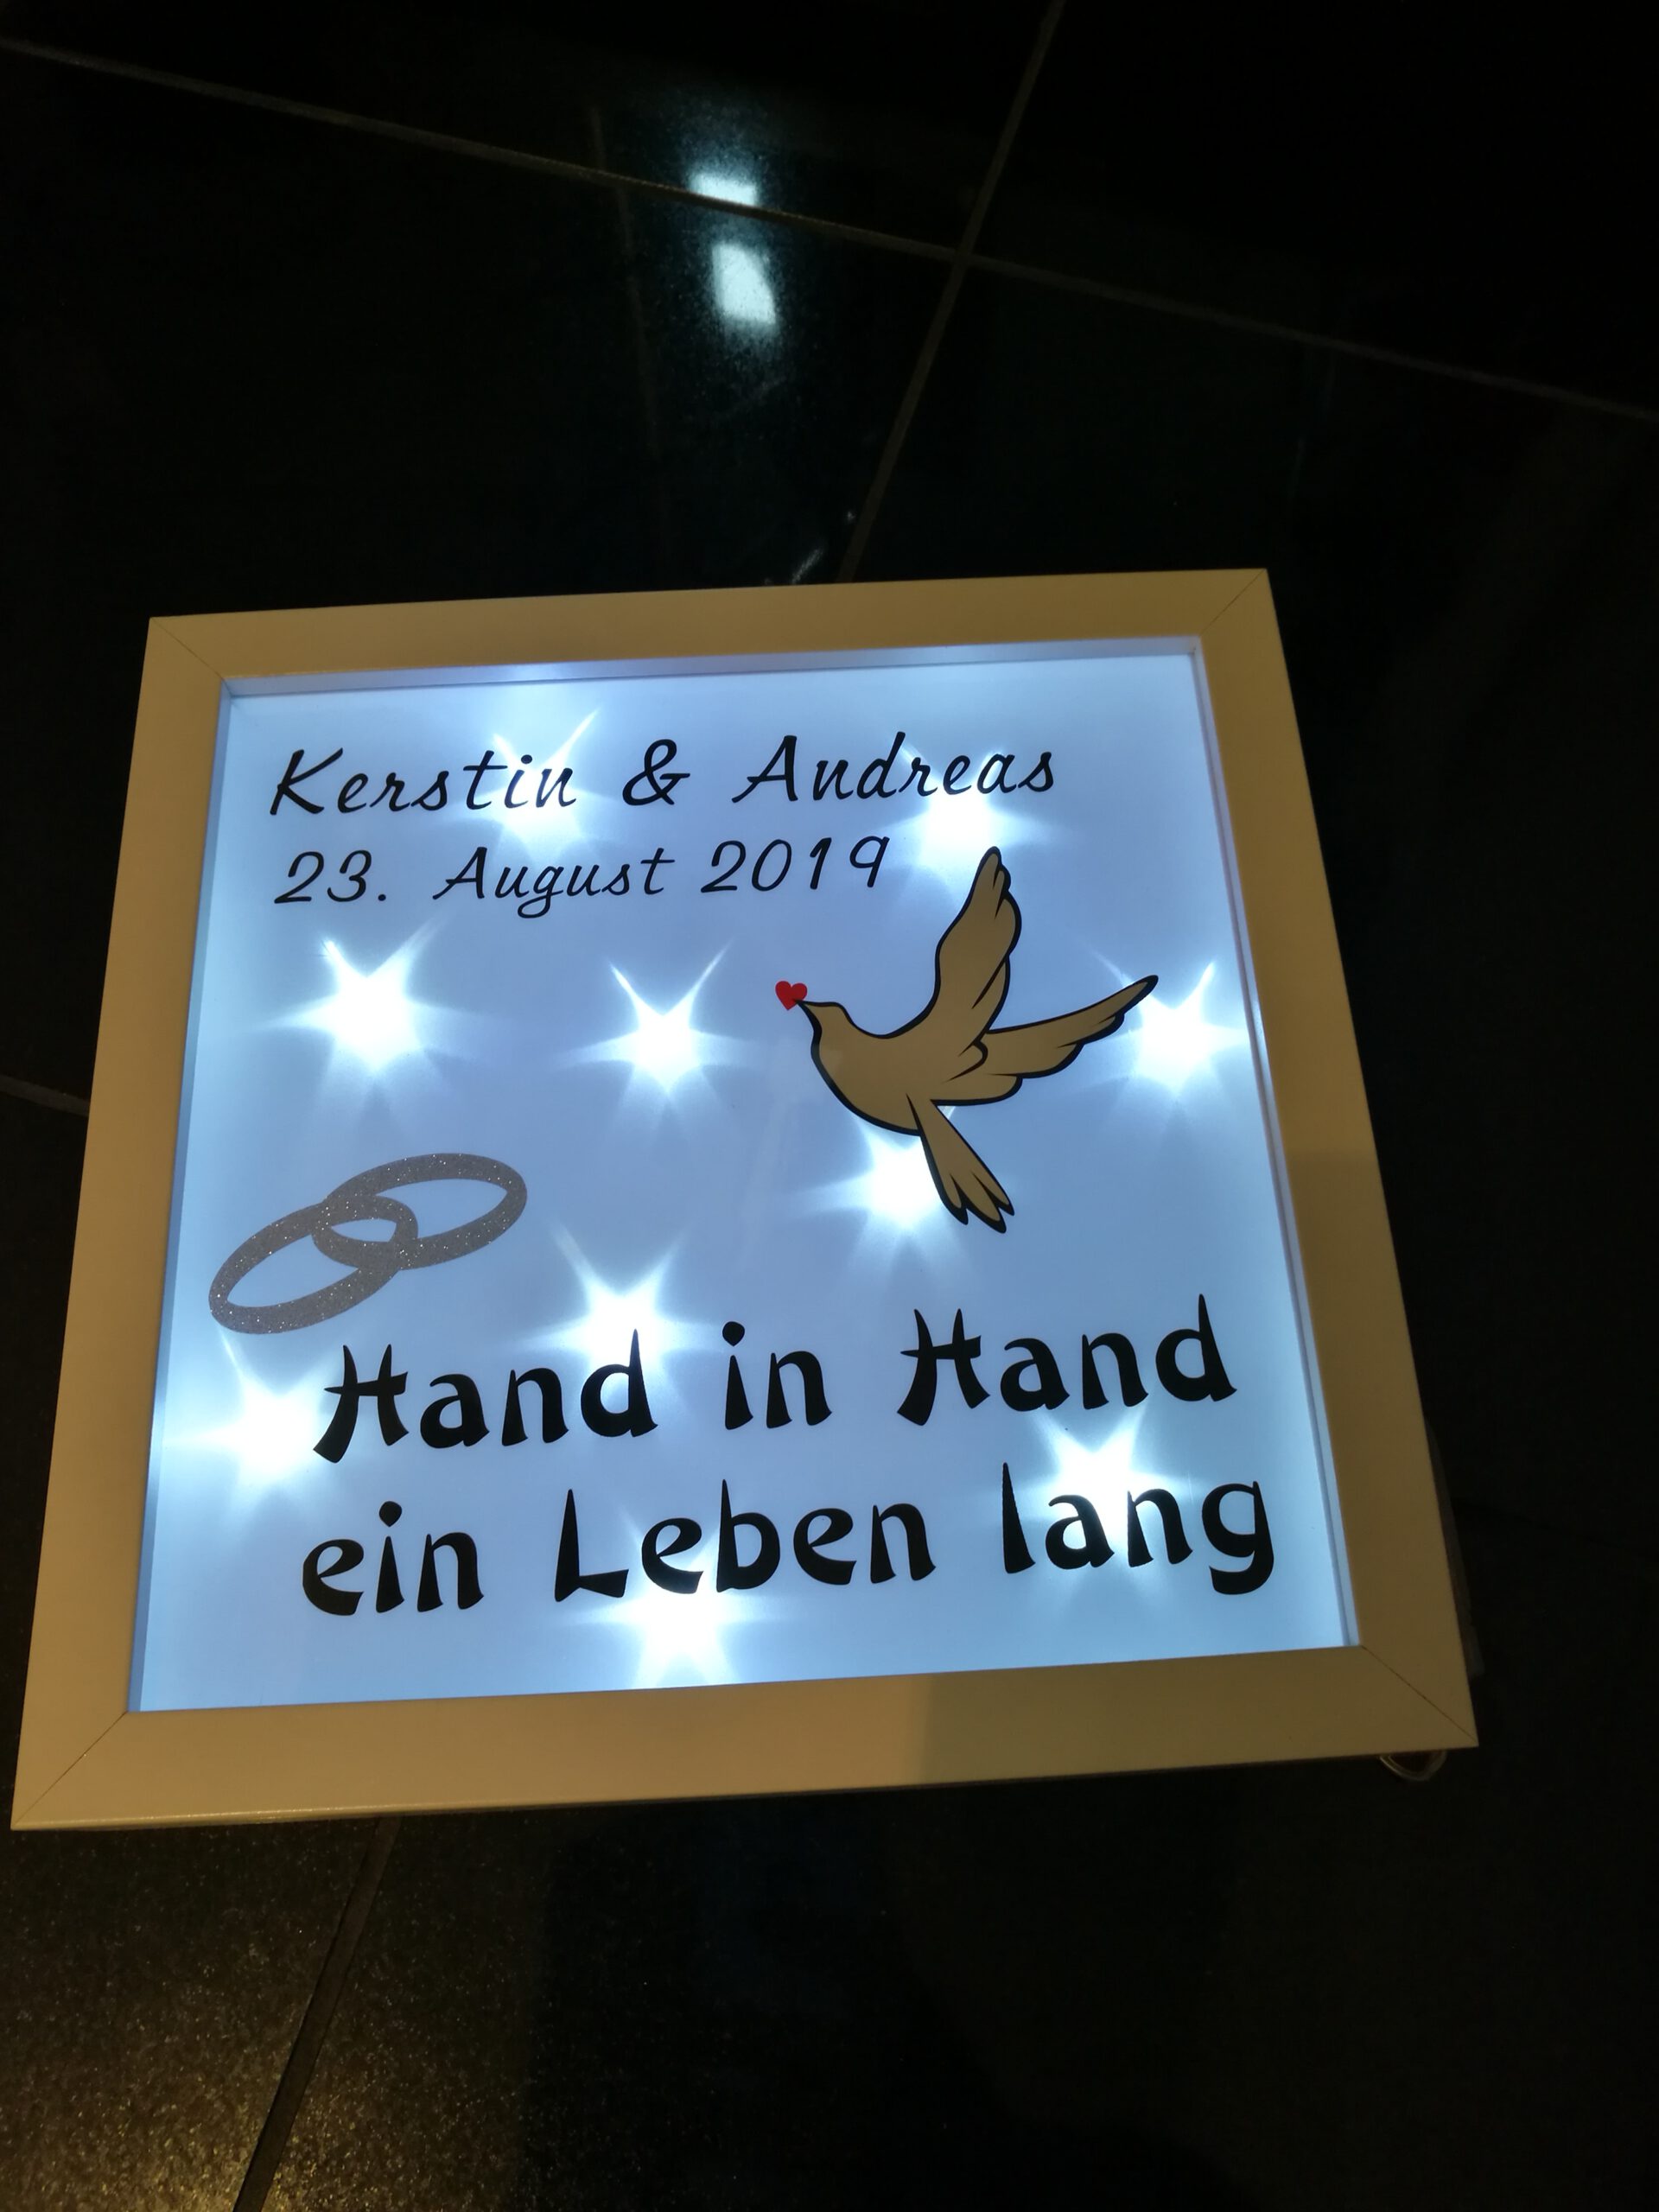 Kerstin & Andreas
23. August 2019
Hand in Hand
ein Leben lang